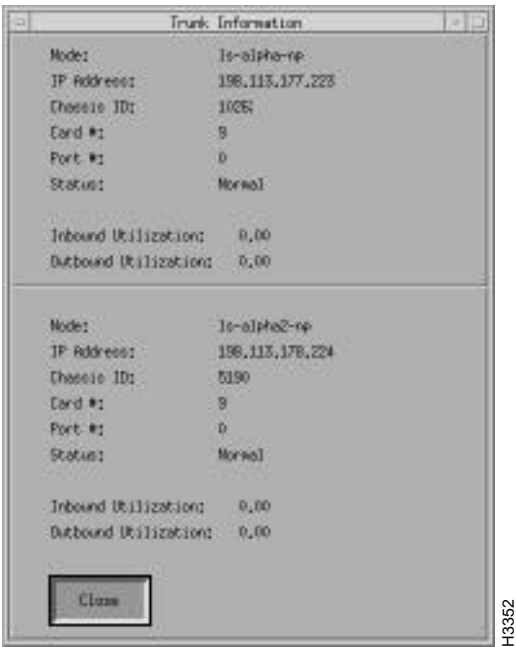 Trunk Information
Node: ls-alpha-np
IP Address: 198.113.177.223
Chassis ID:
Card #: 9
Port #: 0
Status: Normal
Inbound Utilization: 0.00
Outbound Utilization: 0.00
Node: ls-alpha2-np
IP Address: 198.113.178.224
Chassis ID: 5190
Card #: 9
Port #: 0
Status: Normal
Inbound Utilization: 0.00
Outbound Utilization: 0.00
Close
H3352